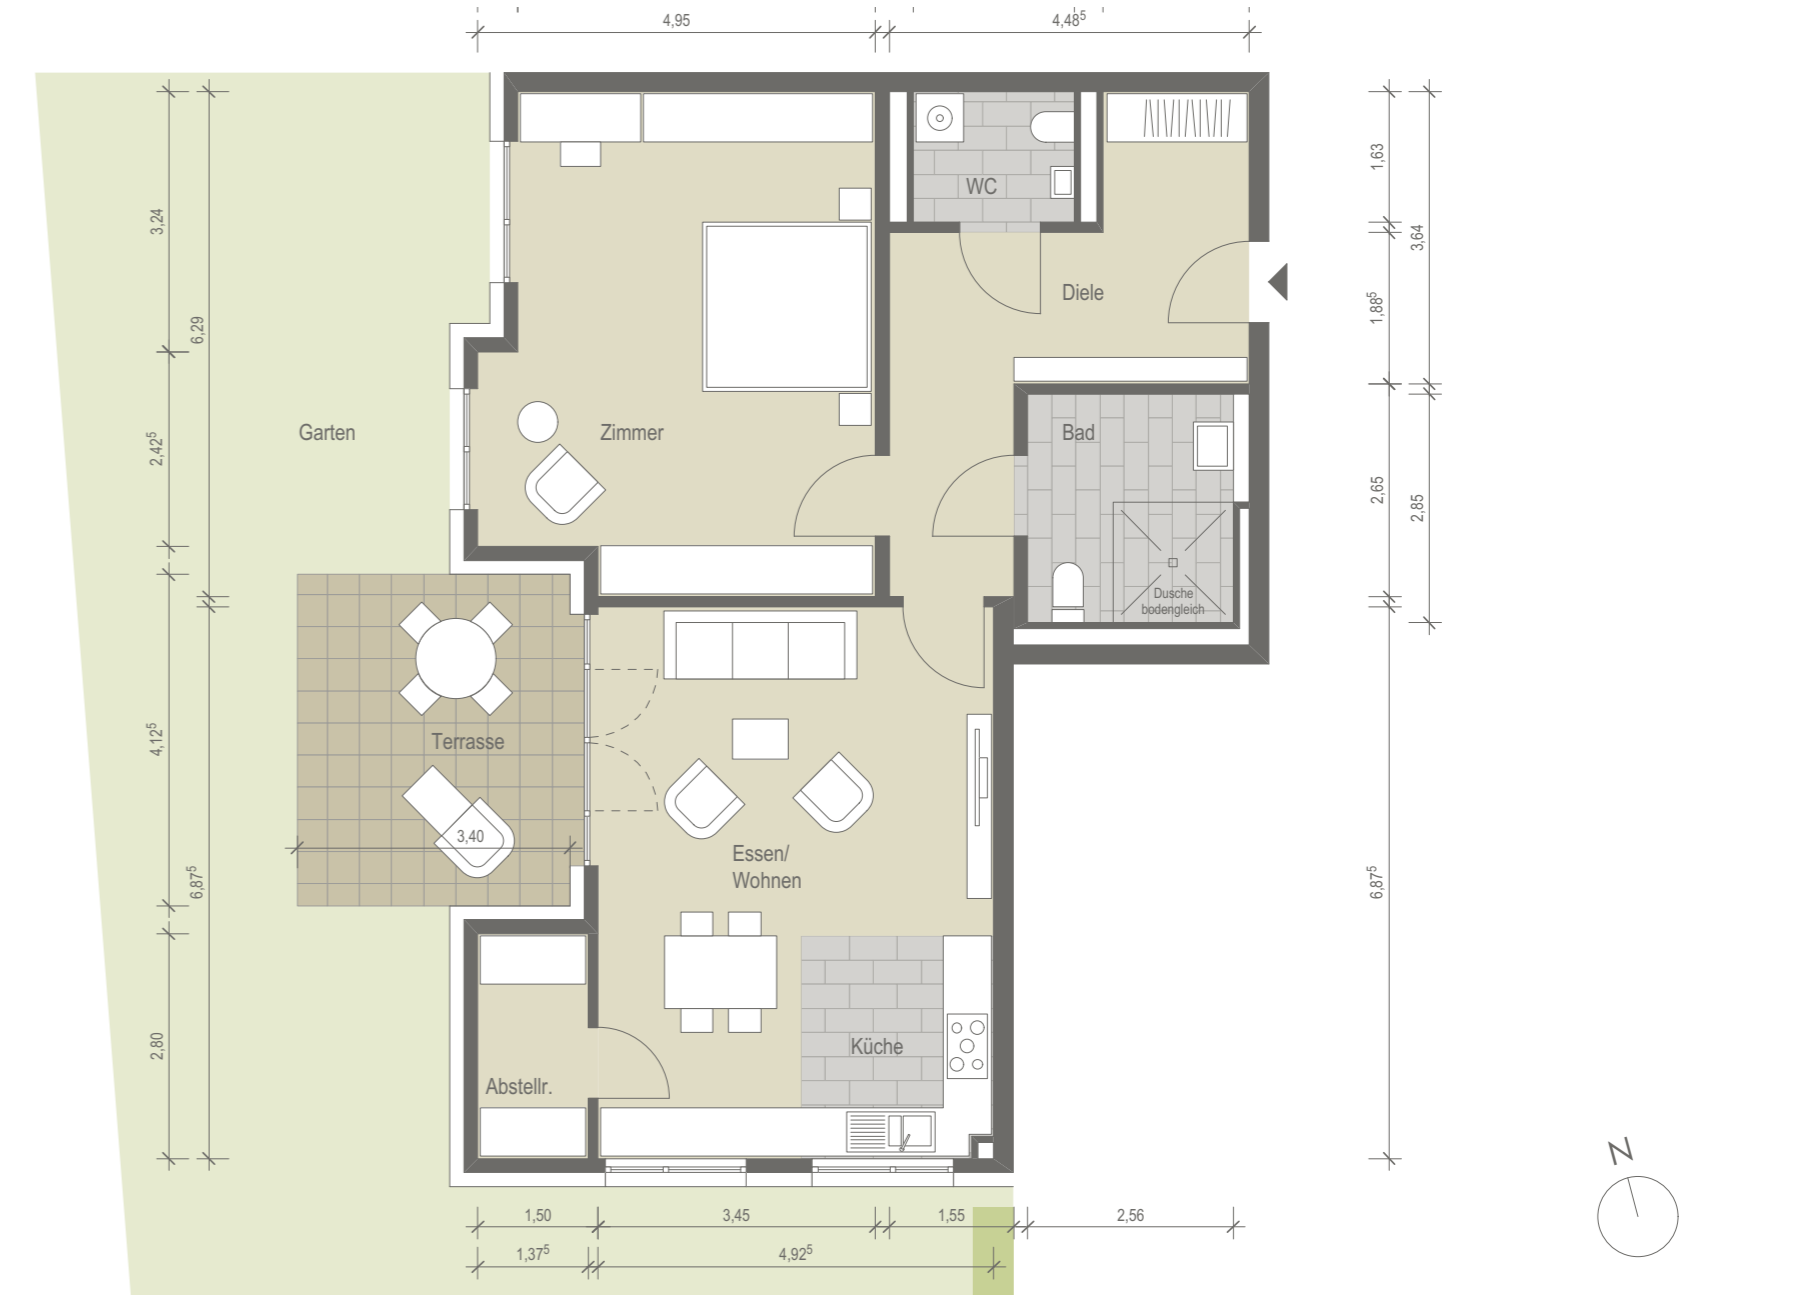 4,95
4,48⁵
WC
1,63
3,24
3,64
Diele
1,88⁵
6,29
Garten
Zimmer
Bad
2,42⁵
2,65
2,85
Dusche
bodengleich
Terrasse
4,12⁵
3,40
Essen/
Wohnen
6,87⁵
6,87⁵
Küche
2,80
Abstellr.
N
1,50
3,45
1,55
2,56
1,37⁵
4,92⁵